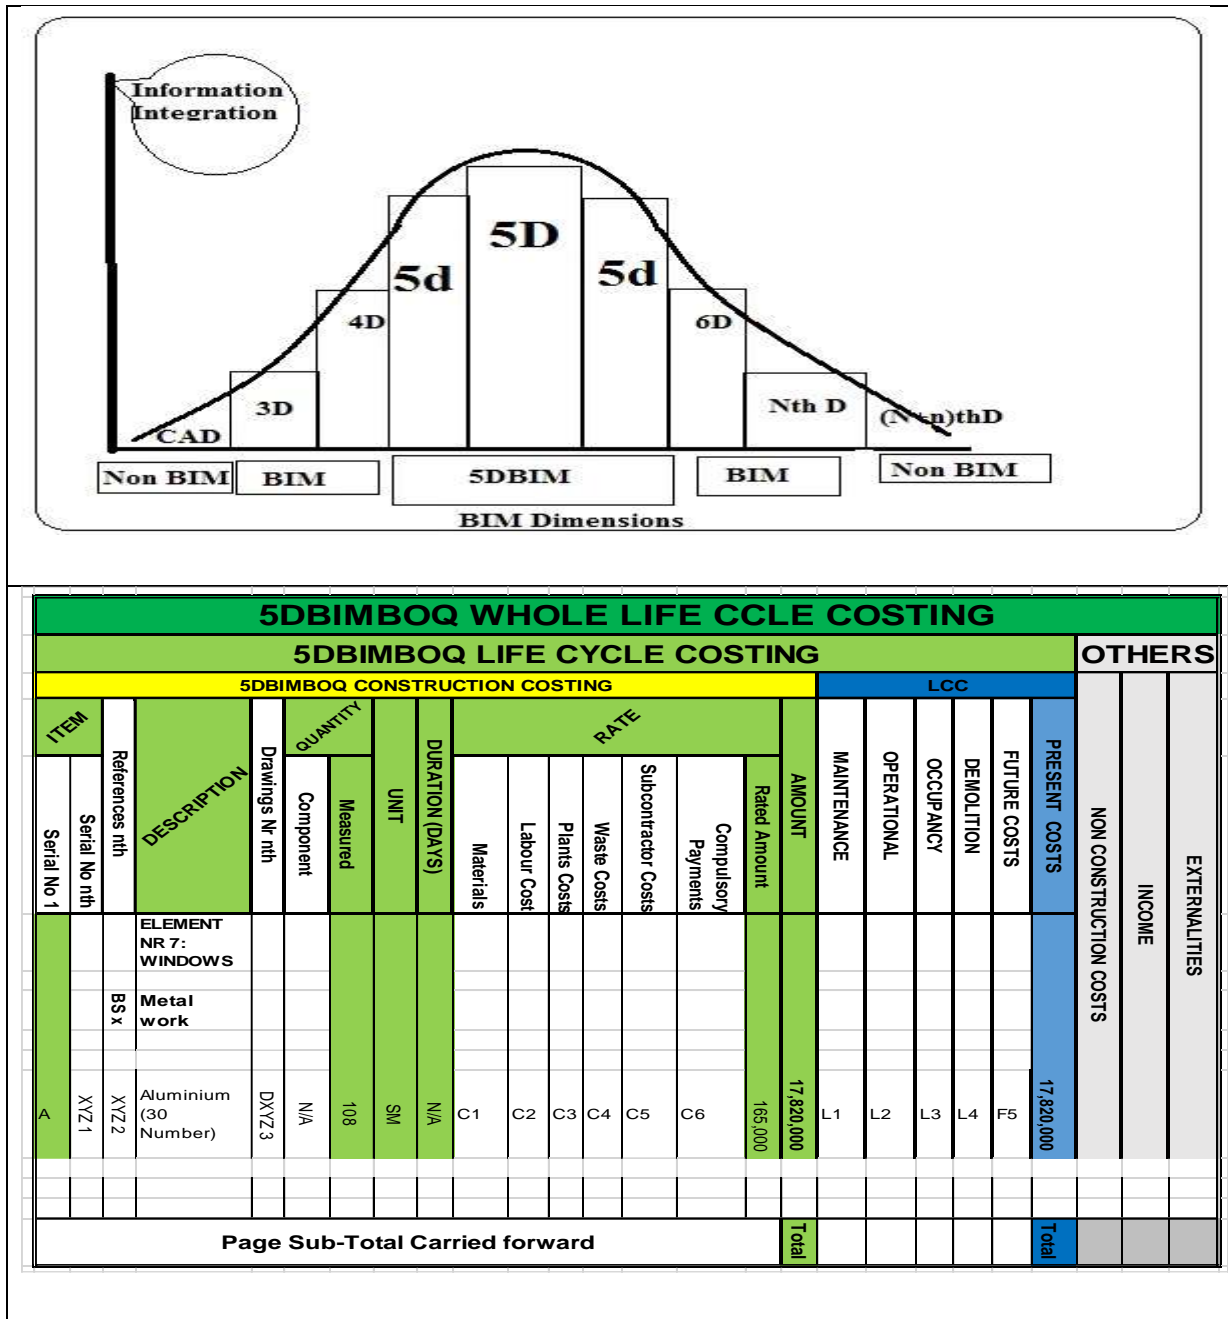 Information
Integration
5D
5d
5d
4D
6D
3D
Nth D
(N+n)thD
CAD
Non BIM
BIM
5DBIM
BIM
Non BIM
BIM Dimensions
5DBIMBOQ WHOLE LIFE CCLE COSTING
5DBIMBOQ LIFE CYCLE COSTING
OTHERS
5DBIMBOQ CONSTRUCTION COSTING
LCC
ITEM
References nth
DESCRIPTION
Drawings Nr nth
QUANTITY
UNIT
DURATION (DAYS)
RATE
AMOUNT
MAINTENANCE
OPERATIONAL
OCCUPANCY
DEMOLITION
FUTURE COSTS
PRESENT COSTS
NON CONSTRUCTION COSTS
INCOME
EXTERNALITIES
Serial No 1
Serial No nth
Component
Measured
Materials
Labour Cost
Plants Costs
Waste Costs
Subcontractor Costs
Compulsory
Payments
Rated Amount
ELEMENT
NR 7:
WINDOWS
BS x
Metal
work
A
XYZ 1
XYZ 2
Aluminium
(30
Number)
DXYZ 3
N/A
108
SM
N/A
C1
C2
C3
C4
C5
C6
165,000
17,820,000
L1
L2
L3
L4
F5
17,820,000
Page Sub-Total Carried forward
Total
Total